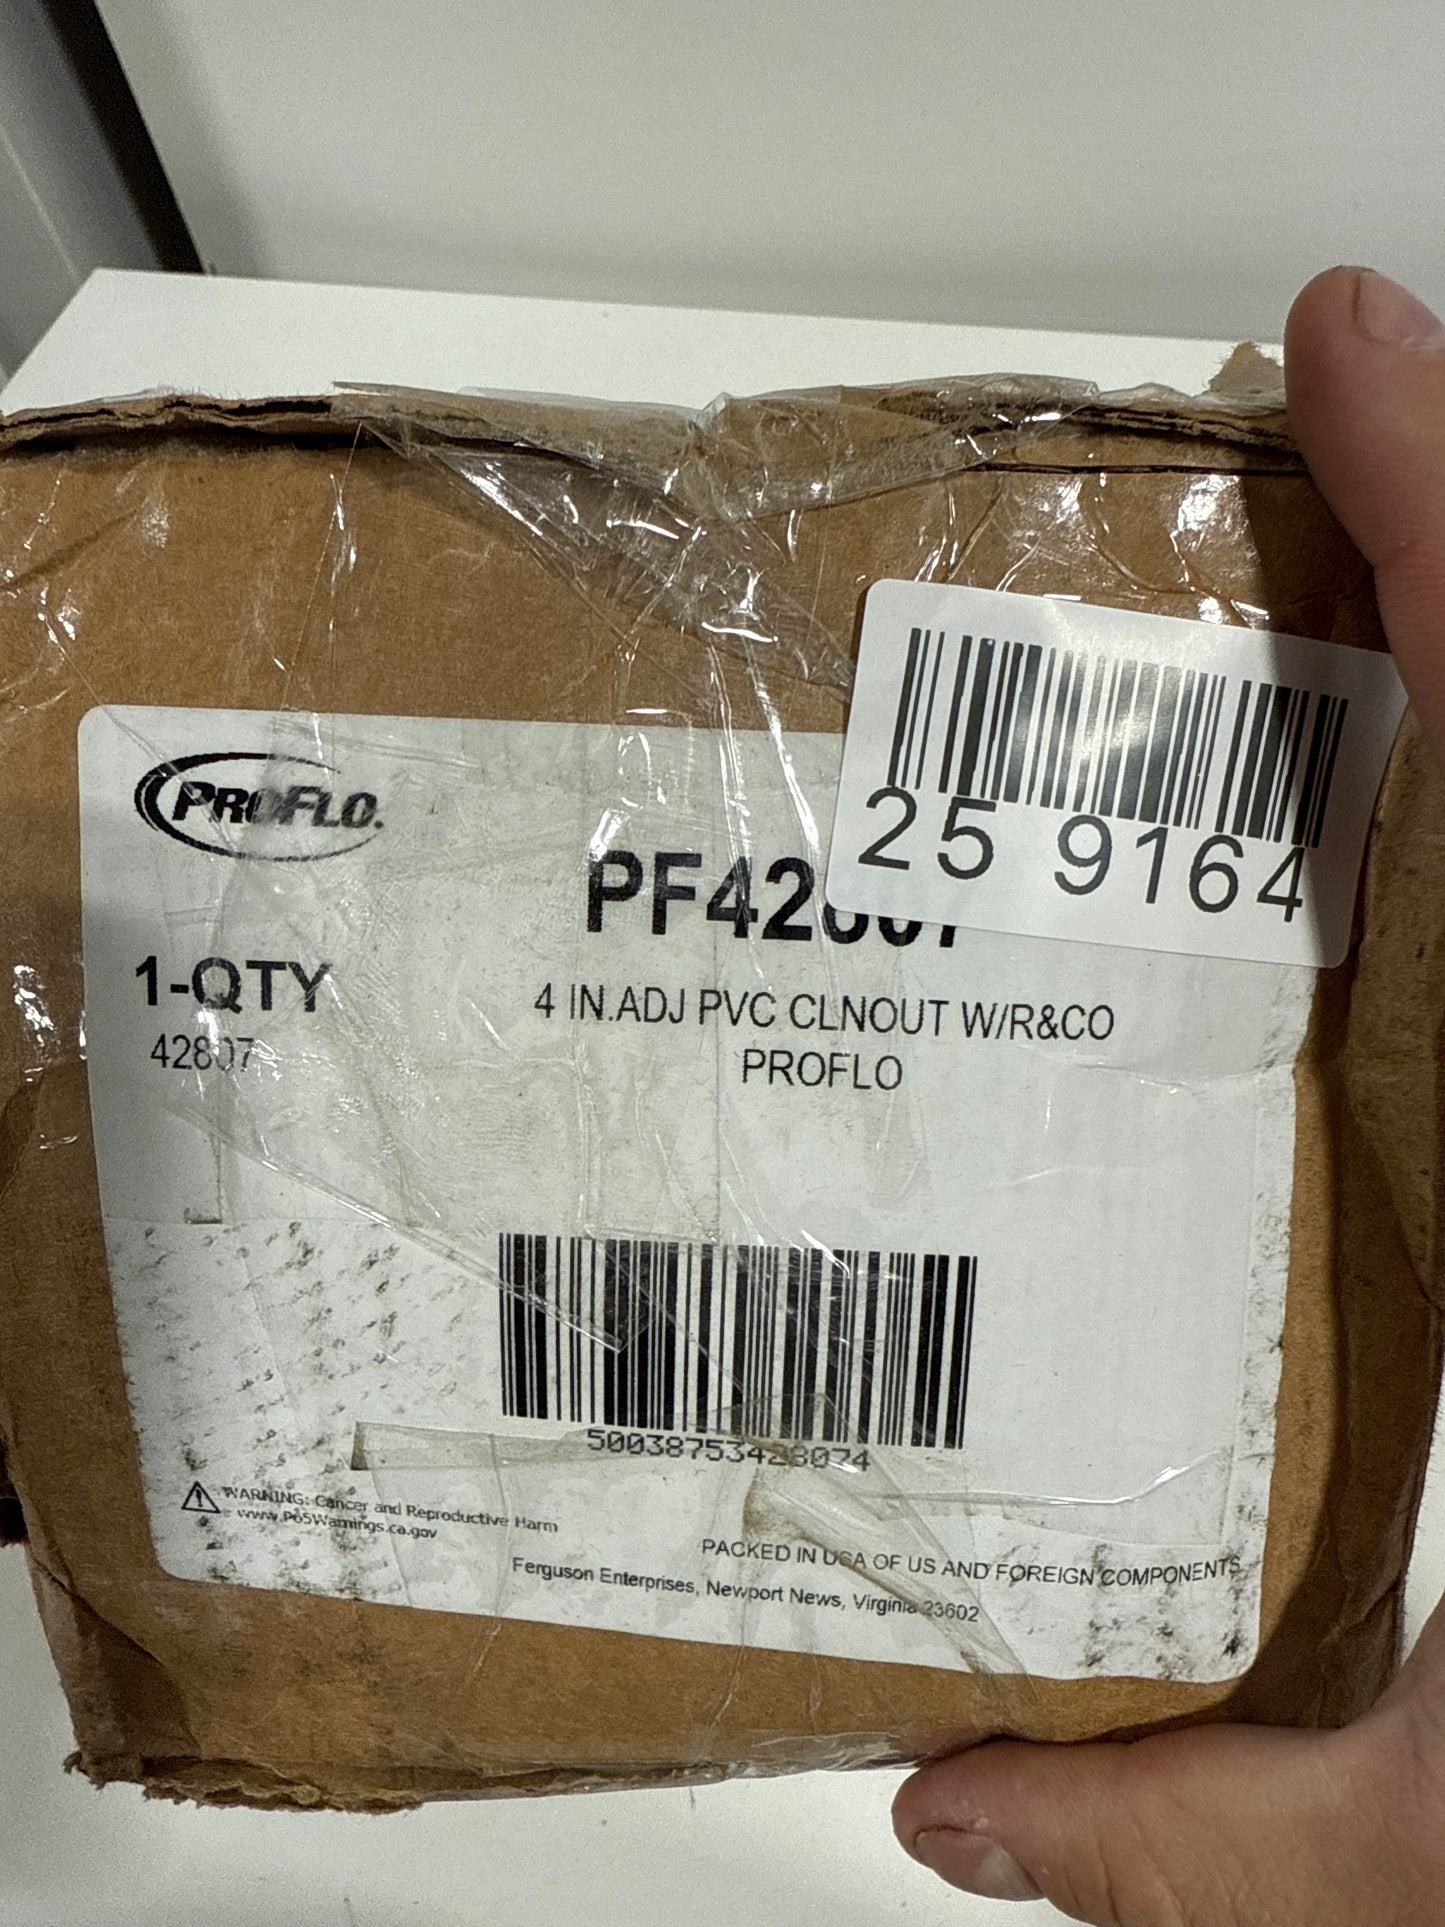 PROFLO.
25 9164
PF42807
1-QTY
42807
4 IN.ADJ PVC CLNOUT W/R&CO
PROFLO
50038753428074
WARNING: Cancer and Reproductive Harm
www.P65Warnings.ca.gov
PACKED IN USA OF US AND FOREIGN COMPONENTS
Ferguson Enterprises, Newport News, Virginia 23602